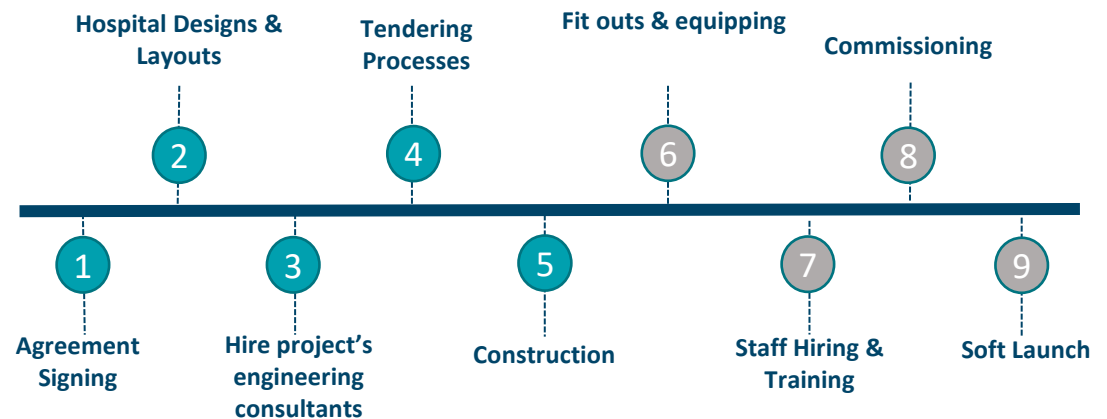 Hospital Designs &
Layouts
Tendering
Processes
Fit outs & equipping
Commissioning
2
4
6
8
1
3
5
7
9
Agreement
Signing
Hire project’s
engineering
consultants
Construction
Staff Hiring &
Training
Soft Launch